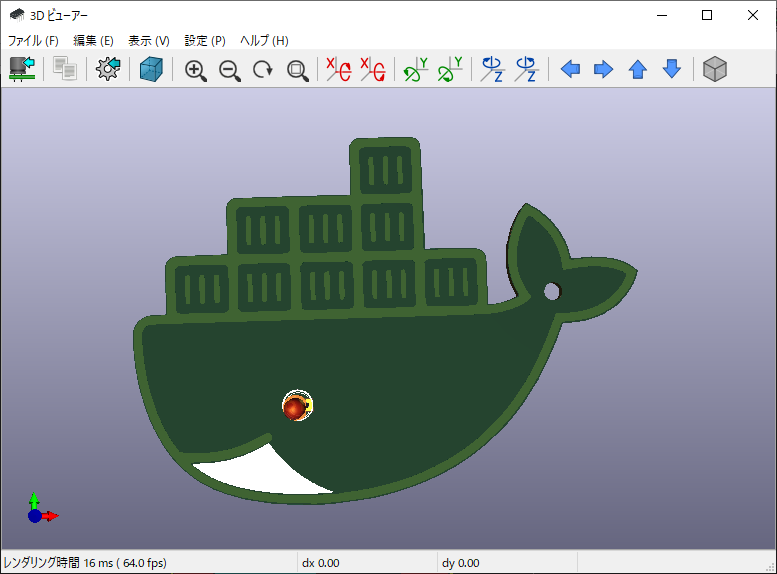 3D ビューアー
ファイル (F) 編集 (E) 表示 (V) 設定 (P) ヘルプ (H)
X X Y Y Z Z
レンダリング時間 16 ms ( 64.0 fps) dx 0.00 dy 0.00